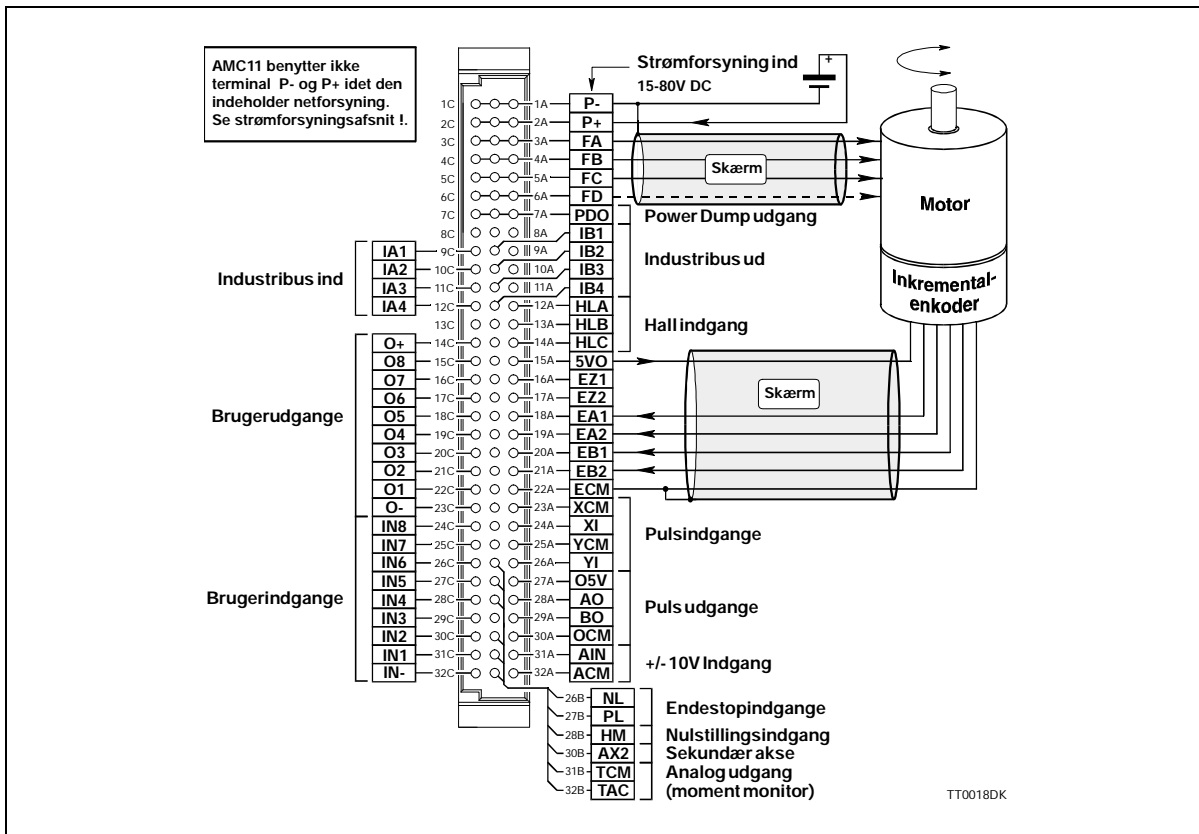 AMC11 benytter ikke
terminal P- og P+ idet den
indeholder netforsyning.
Se strømforsyningsafsnit !.
Strømforsyning ind
15-80V DC
+
1C 1A P-
2C 2A P+
3C 3A FA
4C 4A FB
5C 5A FC
6C 6A FD
7C 7A PDO
8C 8A IB1
IA1 9C 9A IB2
IA2 10C 10A IB3
IA3 11C 11A IB4
IA4 12C 12A HLA
13C 13A HLB
O+ 14C 14A HLC
O8 15C 15A 5VO
O7 16C 16A EZ1
O6 17C 17A EZ2
O5 18C 18A EA1
O4 19C 19A EA2
O3 20C 20A EB1
O2 21C 21A EB2
O1 22C 22A ECM
O- 23C 23A XCM
IN8 24C 24A XI
IN7 25C 25A YCM
IN6 26C 26A YI
IN5 27C 27A O5V
IN4 28C 28A AO
IN3 29C 29A BO
IN2 30C 30A OCM
IN1 31C 31A AIN
IN- 32C 32A ACM
26B NL
27B PL
28B HM
30B AX2
31B TCM
32B TAC
Industribus ind
Brugerudgange
Brugerindgange
Skærm
Power Dump udgang
Industribus ud
Hall indgang
Skærm
Pulsindgange
Puls udgange
+/- 10V Indgang
Endestopindgange
Nulstillingsindgang
Sekundær akse
Analog udgang
(moment monitor)
Motor
Inkremental-
enkoder
TT0018DK